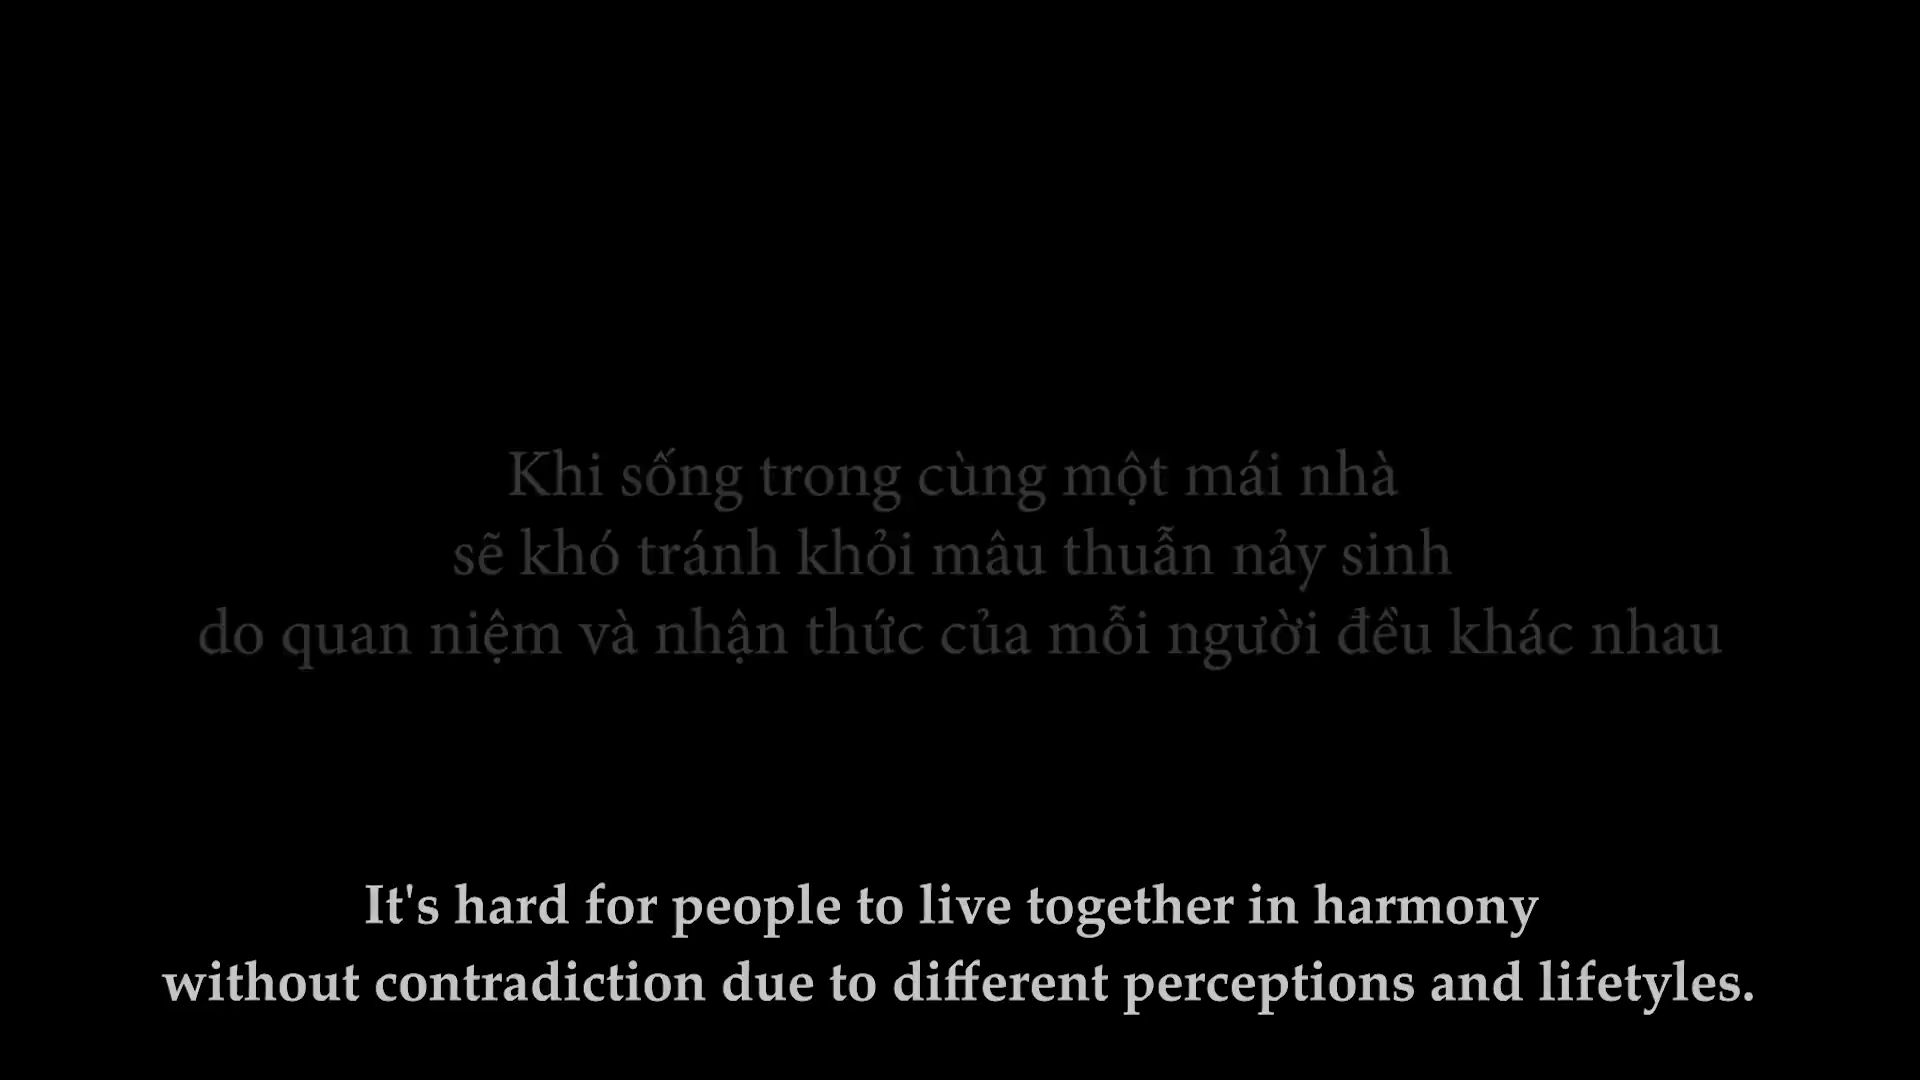 Khi sống trong cùng một mái nhà
sẽ khó tránh khỏi mâu thuẫn nảy sinh
do quan niệm và nhận thức của mỗi người đều khác nhau
It's hard for people to live together in harmony
without contradiction due to different perceptions and lifetyles.